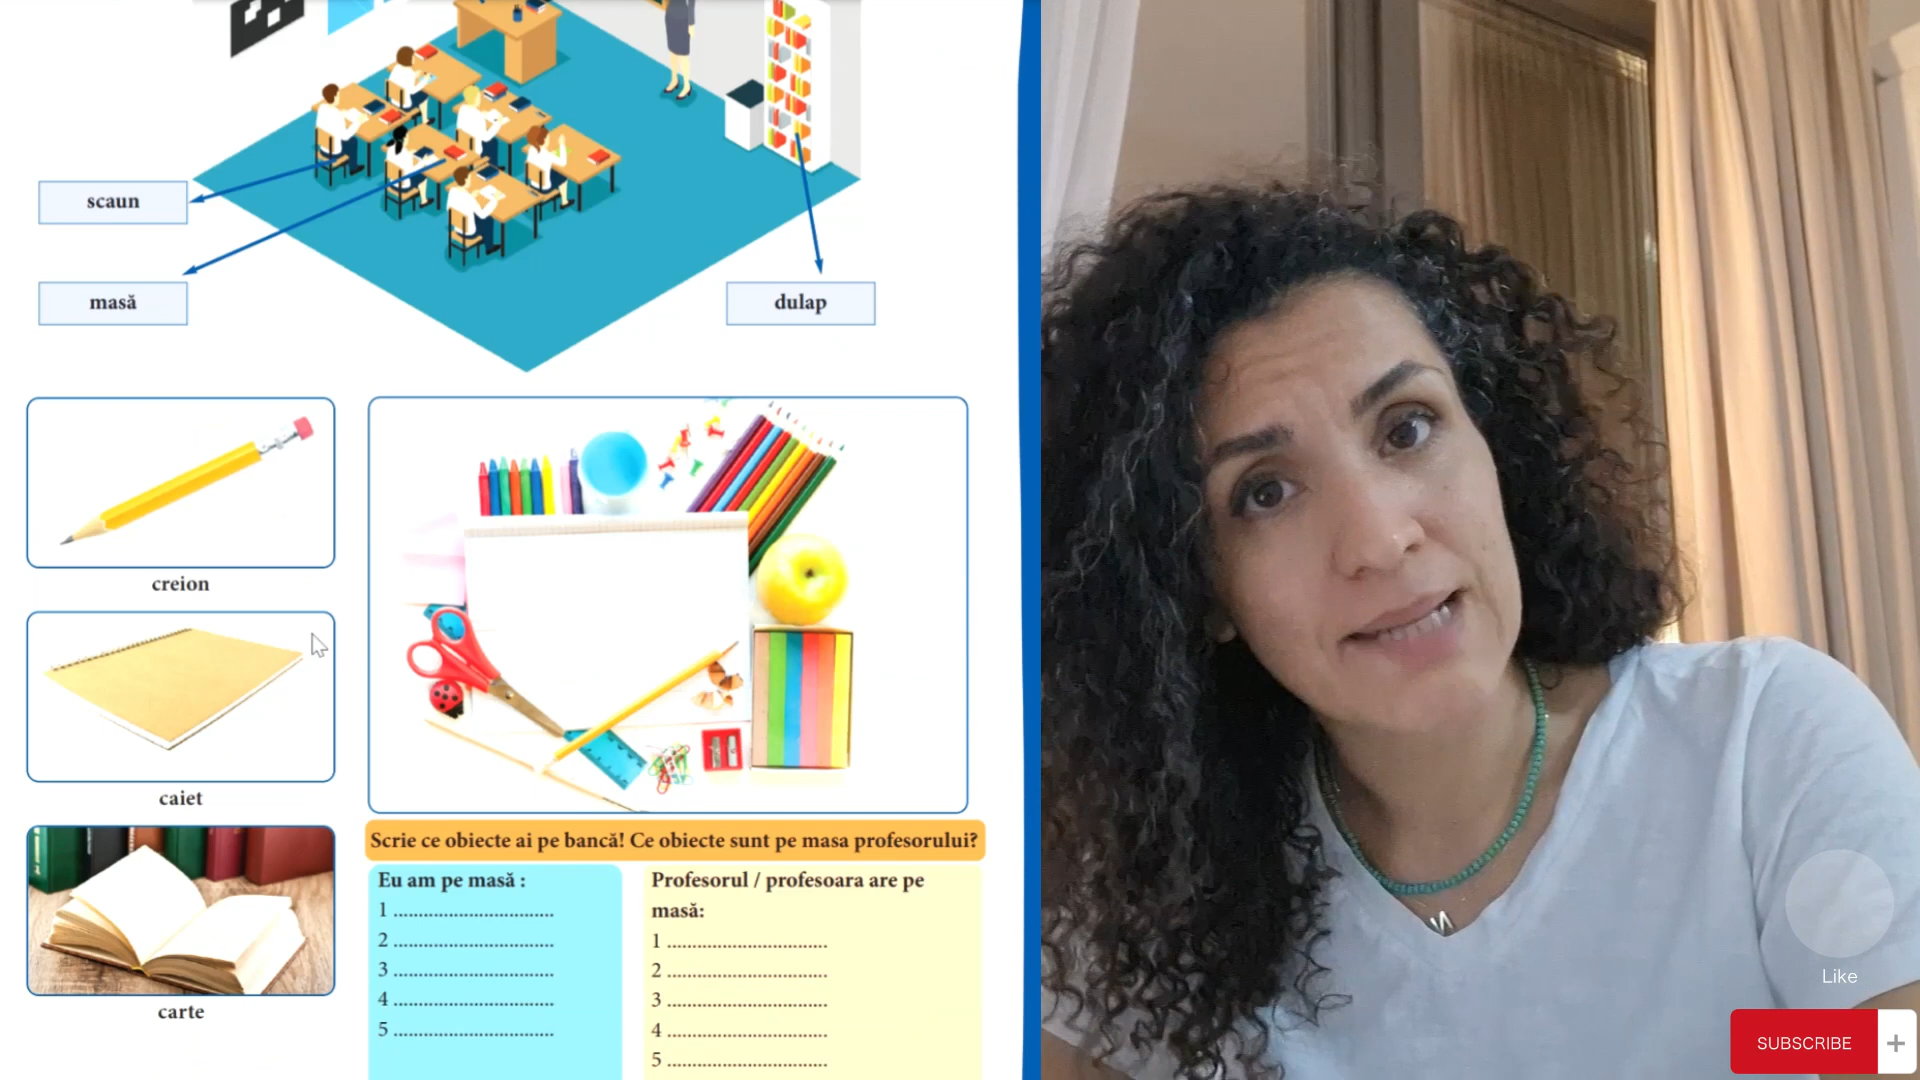 scaun
masă
dulap
creion
caiet
carte
Scrie ce obiecte ai pe bancă! Ce obiecte sunt pe masa profesorului?
Eu am pe masă :
1 ................................
2 ................................
3 ................................
4 ................................
5 ................................
Profesorul / profesoara are pe
masă:
1 ................................
2 ................................
3 ................................
4 ................................
5 ................................
Like
SUBSCRIBE +